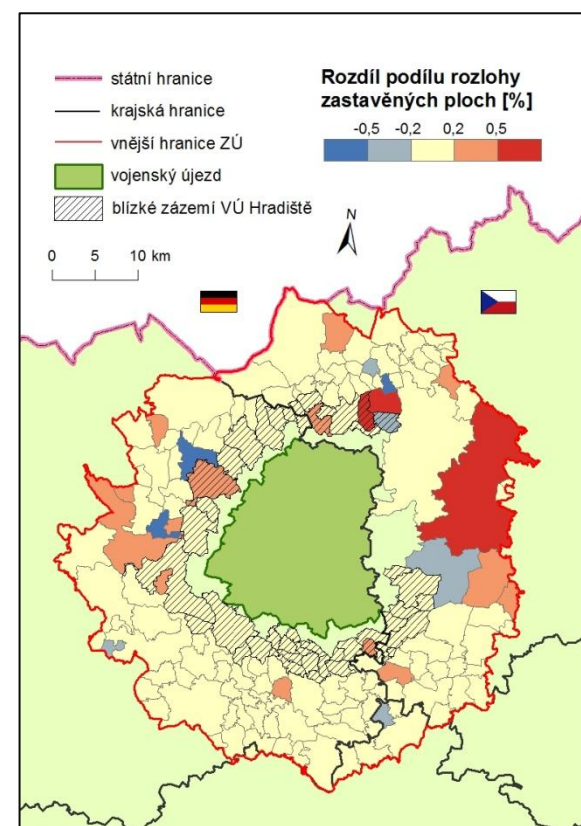 státní hranice
krajská hranice
vnější hranice ZÚ
vojenský újezd
blízké zázemí VÚ Hradiště
0 5 10 km
Rozdíl podílu rozlohy
zastavěných ploch [%]
-0,5 -0,2 0,2 0,5
N